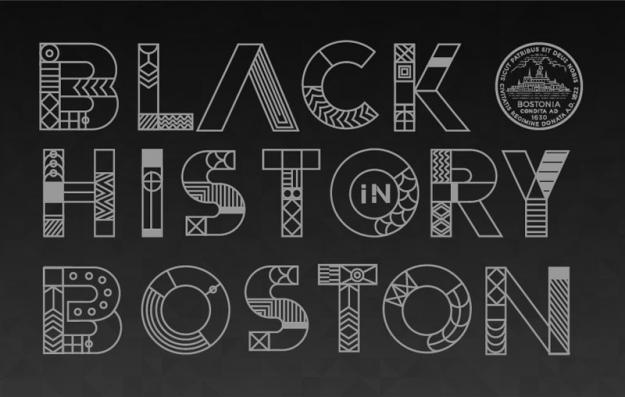 BLACK
HISTORY
iN
BOSTON
SICUT PATRIBUS SIT DEUS NOBIS
CIVITATIS REGIMINE DONATA A.D. 1822
BOSTONIA
CONDITA AD
1630